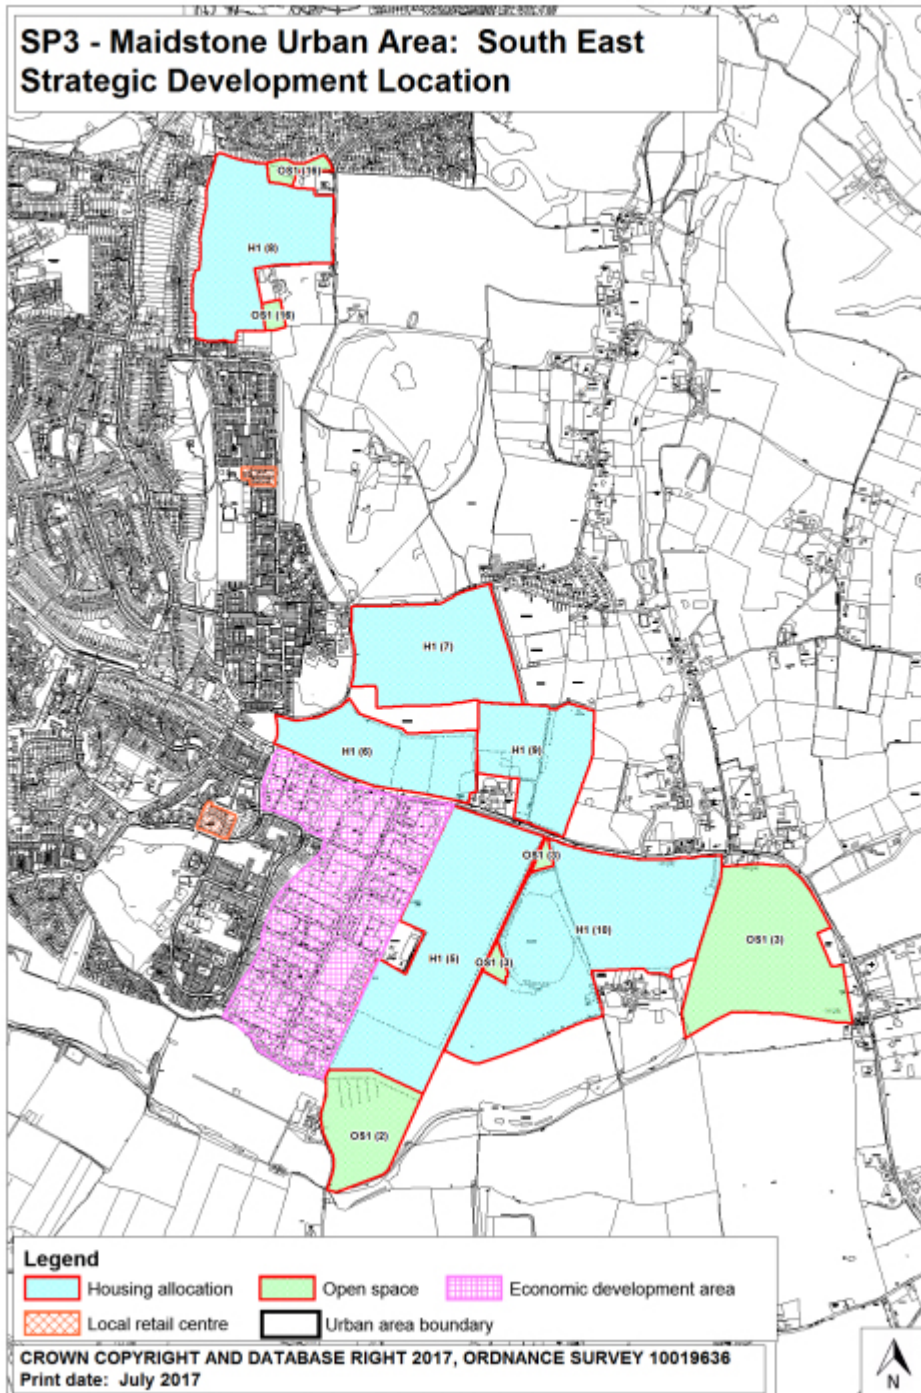 SP3 - Maidstone Urban Area: South East
Strategic Development Location
OS1 (16)
H1 (8)
OS1 (16)
H1 (7)
H1 (6)
H1 (9)
OS1 (3)
H1 (10)
OS1 (3)
H1 (5)
OS1 (3)
OS1 (2)
Legend
Housing allocation
Open space
Economic development area
Local retail centre
Urban area boundary
CROWN COPYRIGHT AND DATABASE RIGHT 2017, ORDNANCE SURVEY 10019636
Print date: July 2017
N